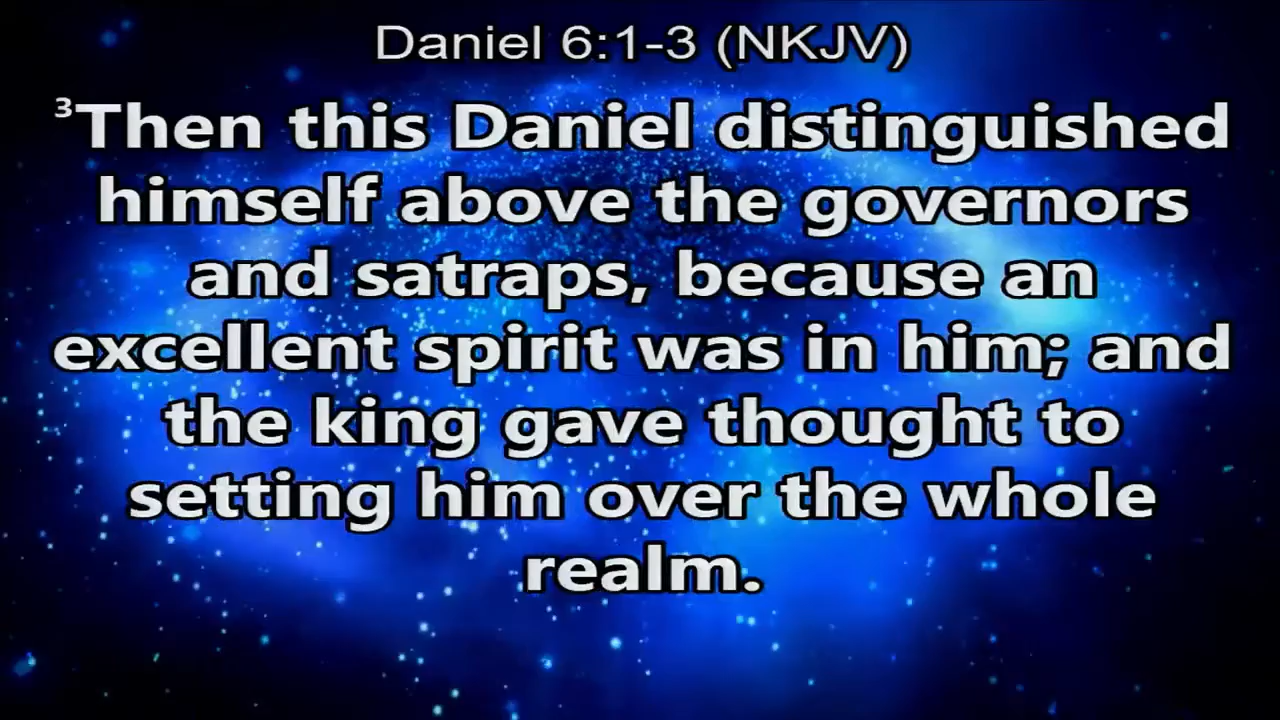 Daniel 6:1-3 (NKJV)
³Then this Daniel distinguished
himself above the governors
and satraps, because an
excellent spirit was in him; and
the king gave thought to
setting him over the whole
realm.